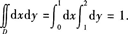 ∬_D dxdy = ∫_0^1 dx ∫_1^2 dy = 1.